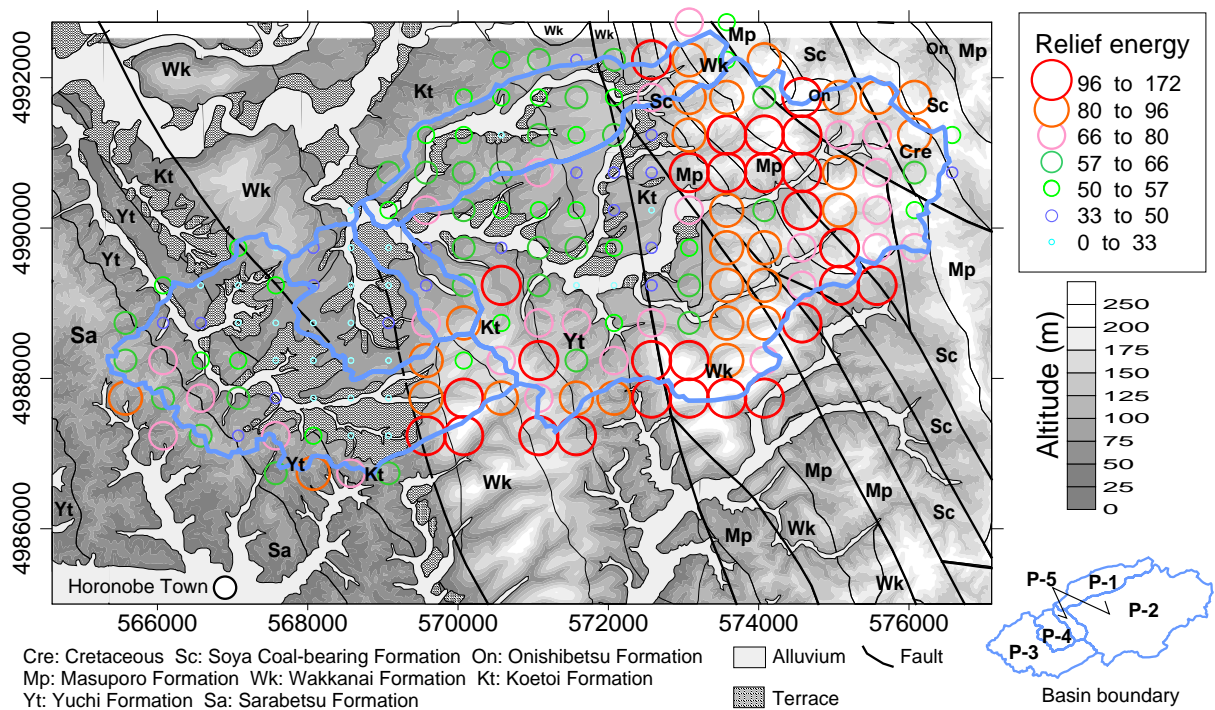 4992000
4990000
4988000
4986000
566000 568000 570000 572000 574000 576000
Wk Wk Mp Sc On Mp
Wk Kt Wk
Sc On Sc
Kt Wk Cre
Mp Mp
Yt Kt
Yt
Mp
Sa Kt Yt Sc
Wk
Sc
Yt Kt Wk Mp Mp
Yt Sc
Sa Mp Wk
Wk
Horonobe Town
Relief energy
96 to 172
80 to 96
66 to 80
57 to 66
50 to 57
33 to 50
0 to 33
Altitude (m)
250
200
175
150
125
100
75
50
25
0
P-5 P-1
P-2
P-4
P-3
Basin boundary
Cre: Cretaceous Sc: Soya Coal-bearing Formation On: Onishibetsu Formation
Mp: Masuporo Formation Wk: Wakkanai Formation Kt: Koetoi Formation
Yt: Yuchi Formation Sa: Sarabetsu Formation
Alluvium Fault
Terrace